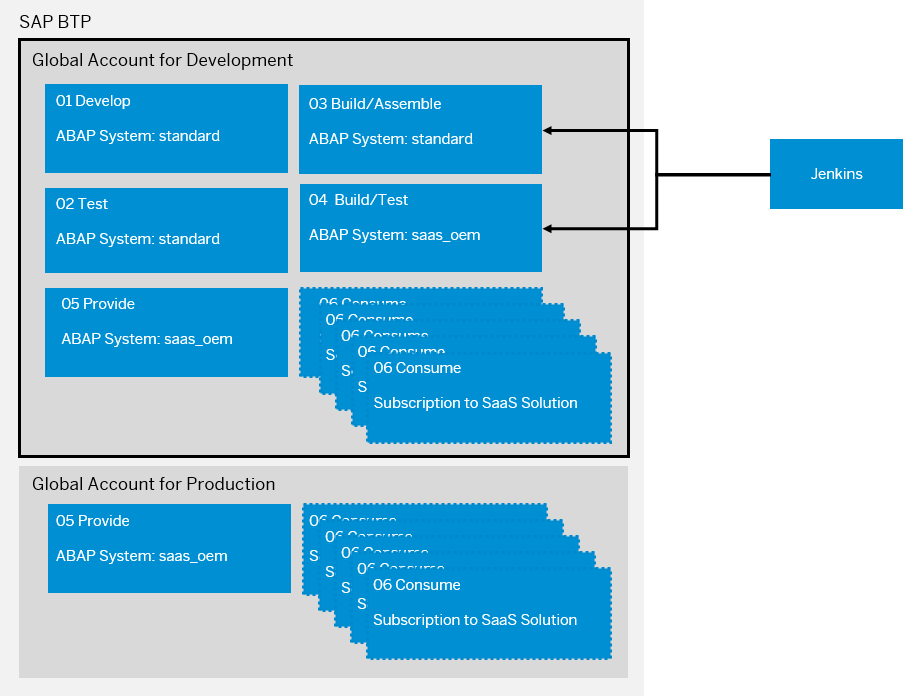 SAP BTP
Global Account for Development
01 Develop
ABAP System: standard
03 Build/Assemble
ABAP System: standard
Jenkins
02 Test
ABAP System: standard
04 Build/Test
ABAP System: saas_oem
05 Provide
ABAP System: saas_oem
06 Consume
06 Consume
S
06 Consume
S
06 Consume
S
06 Consume
Subscription to SaaS Solution
Global Account for Production
05 Provide
ABAP System: saas_oem
06 Consume
S
06 Consume
S
06 Consume
S
06 Consume
S
06 Consume
Subscription to SaaS Solution